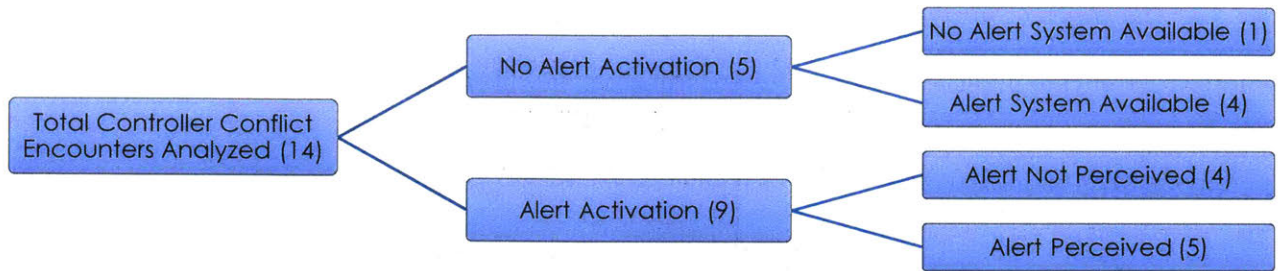 Total Controller Conflict
Encounters Analyzed (14)
No Alert Activation (5)
Alert Activation (9)
No Alert System Available (1)
Alert System Available (4)
Alert Not Perceived (4)
Alert Perceived (5)